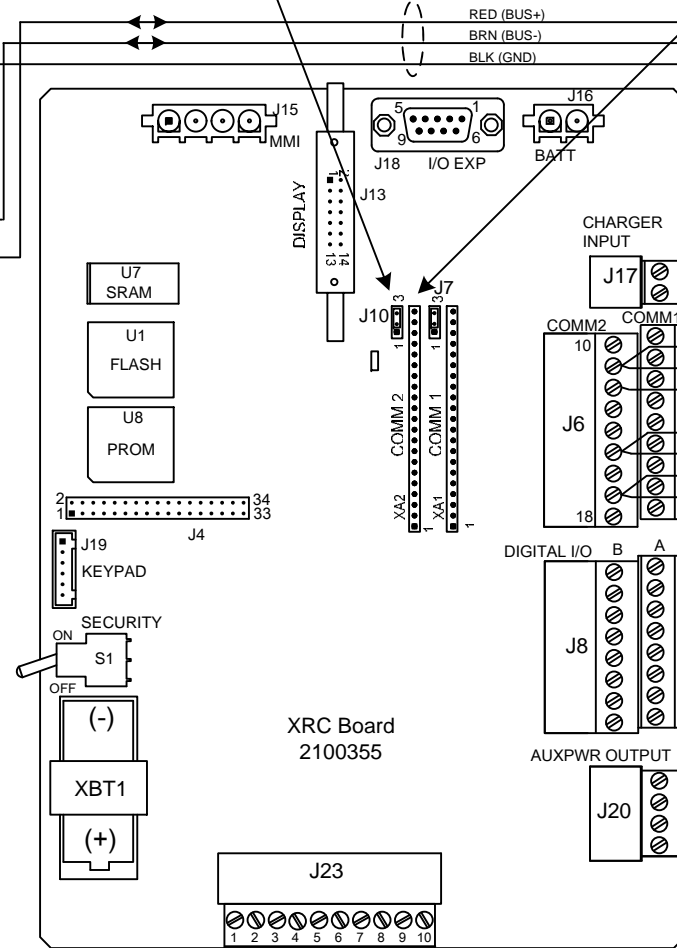 RED (BUS+)
BRN (BUS-)
BLK (GND)
J15
MMI
5 1
9 6
J18 I/O EXP
J16
BATT
DISPLAY
1 2
J13
13 14
CHARGER
INPUT
J17
U7
SRAM
J10 3
1
J7
3
1
COMM 2
XA2
1
COMM 1
XA1
1
U1
FLASH
U8
PROM
COMM2 COMM1
10
J6
18
2 34
1 33
J4
J19
KEYPAD
DIGITAL I/O B A
J8
SECURITY
ON
S1
OFF
(-)
XBT1
(+)
XRC Board
2100355
AUXPWR OUTPUT
J20
J23
1 2 3 4 5 6 7 8 9 10